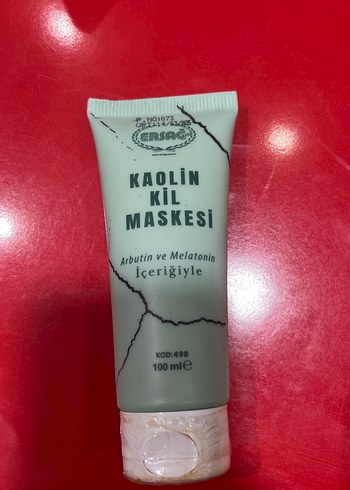 ERSAĞ
KAOLİN
KİL
MASKESİ
Arbutin ve Melatonin
İçeriğiyle
KOD:498
100 ml℮